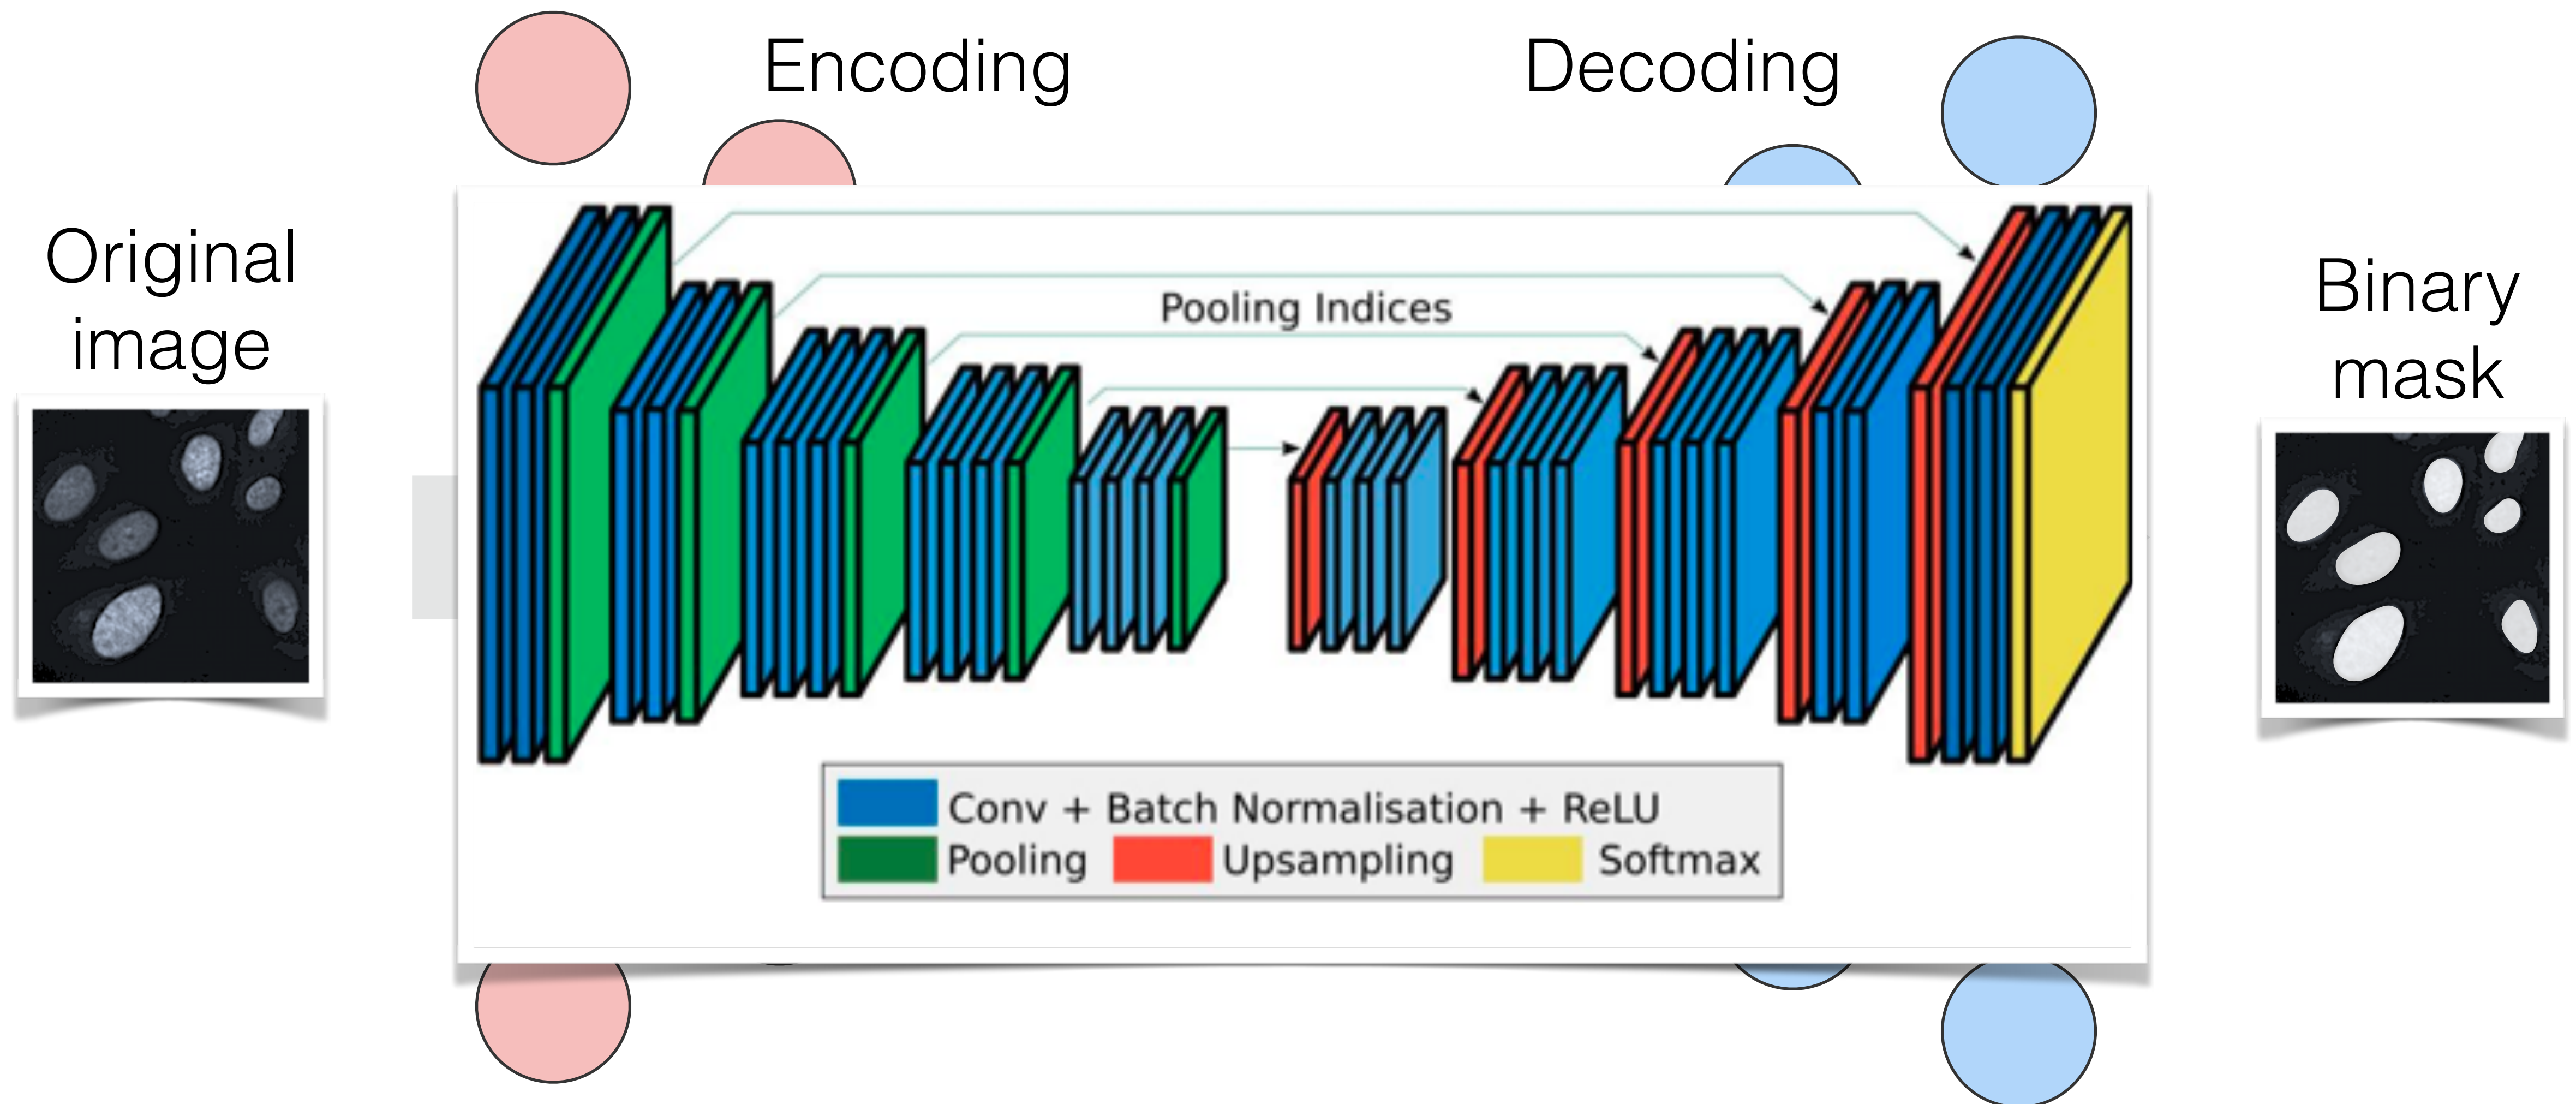 Encoding
Decoding
Original
image
Binary
mask
Pooling Indices
Conv + Batch Normalisation + ReLU
Pooling
Upsampling
Softmax